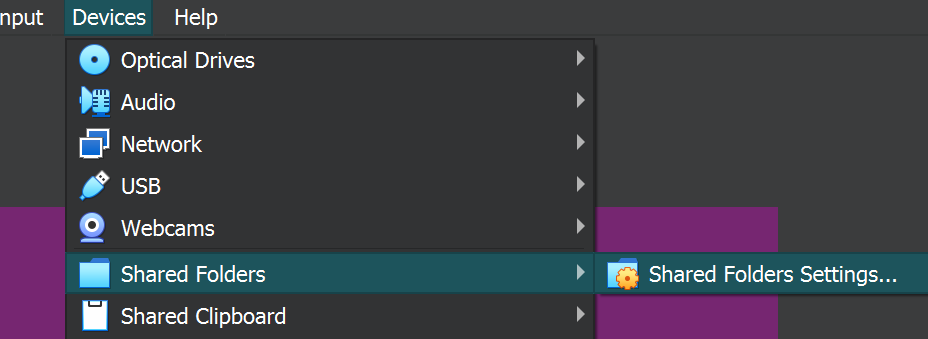 nput Devices Help
Optical Drives
Audio
Network
USB
Webcams
Shared Folders
Shared Folders Settings...
Shared Clipboard